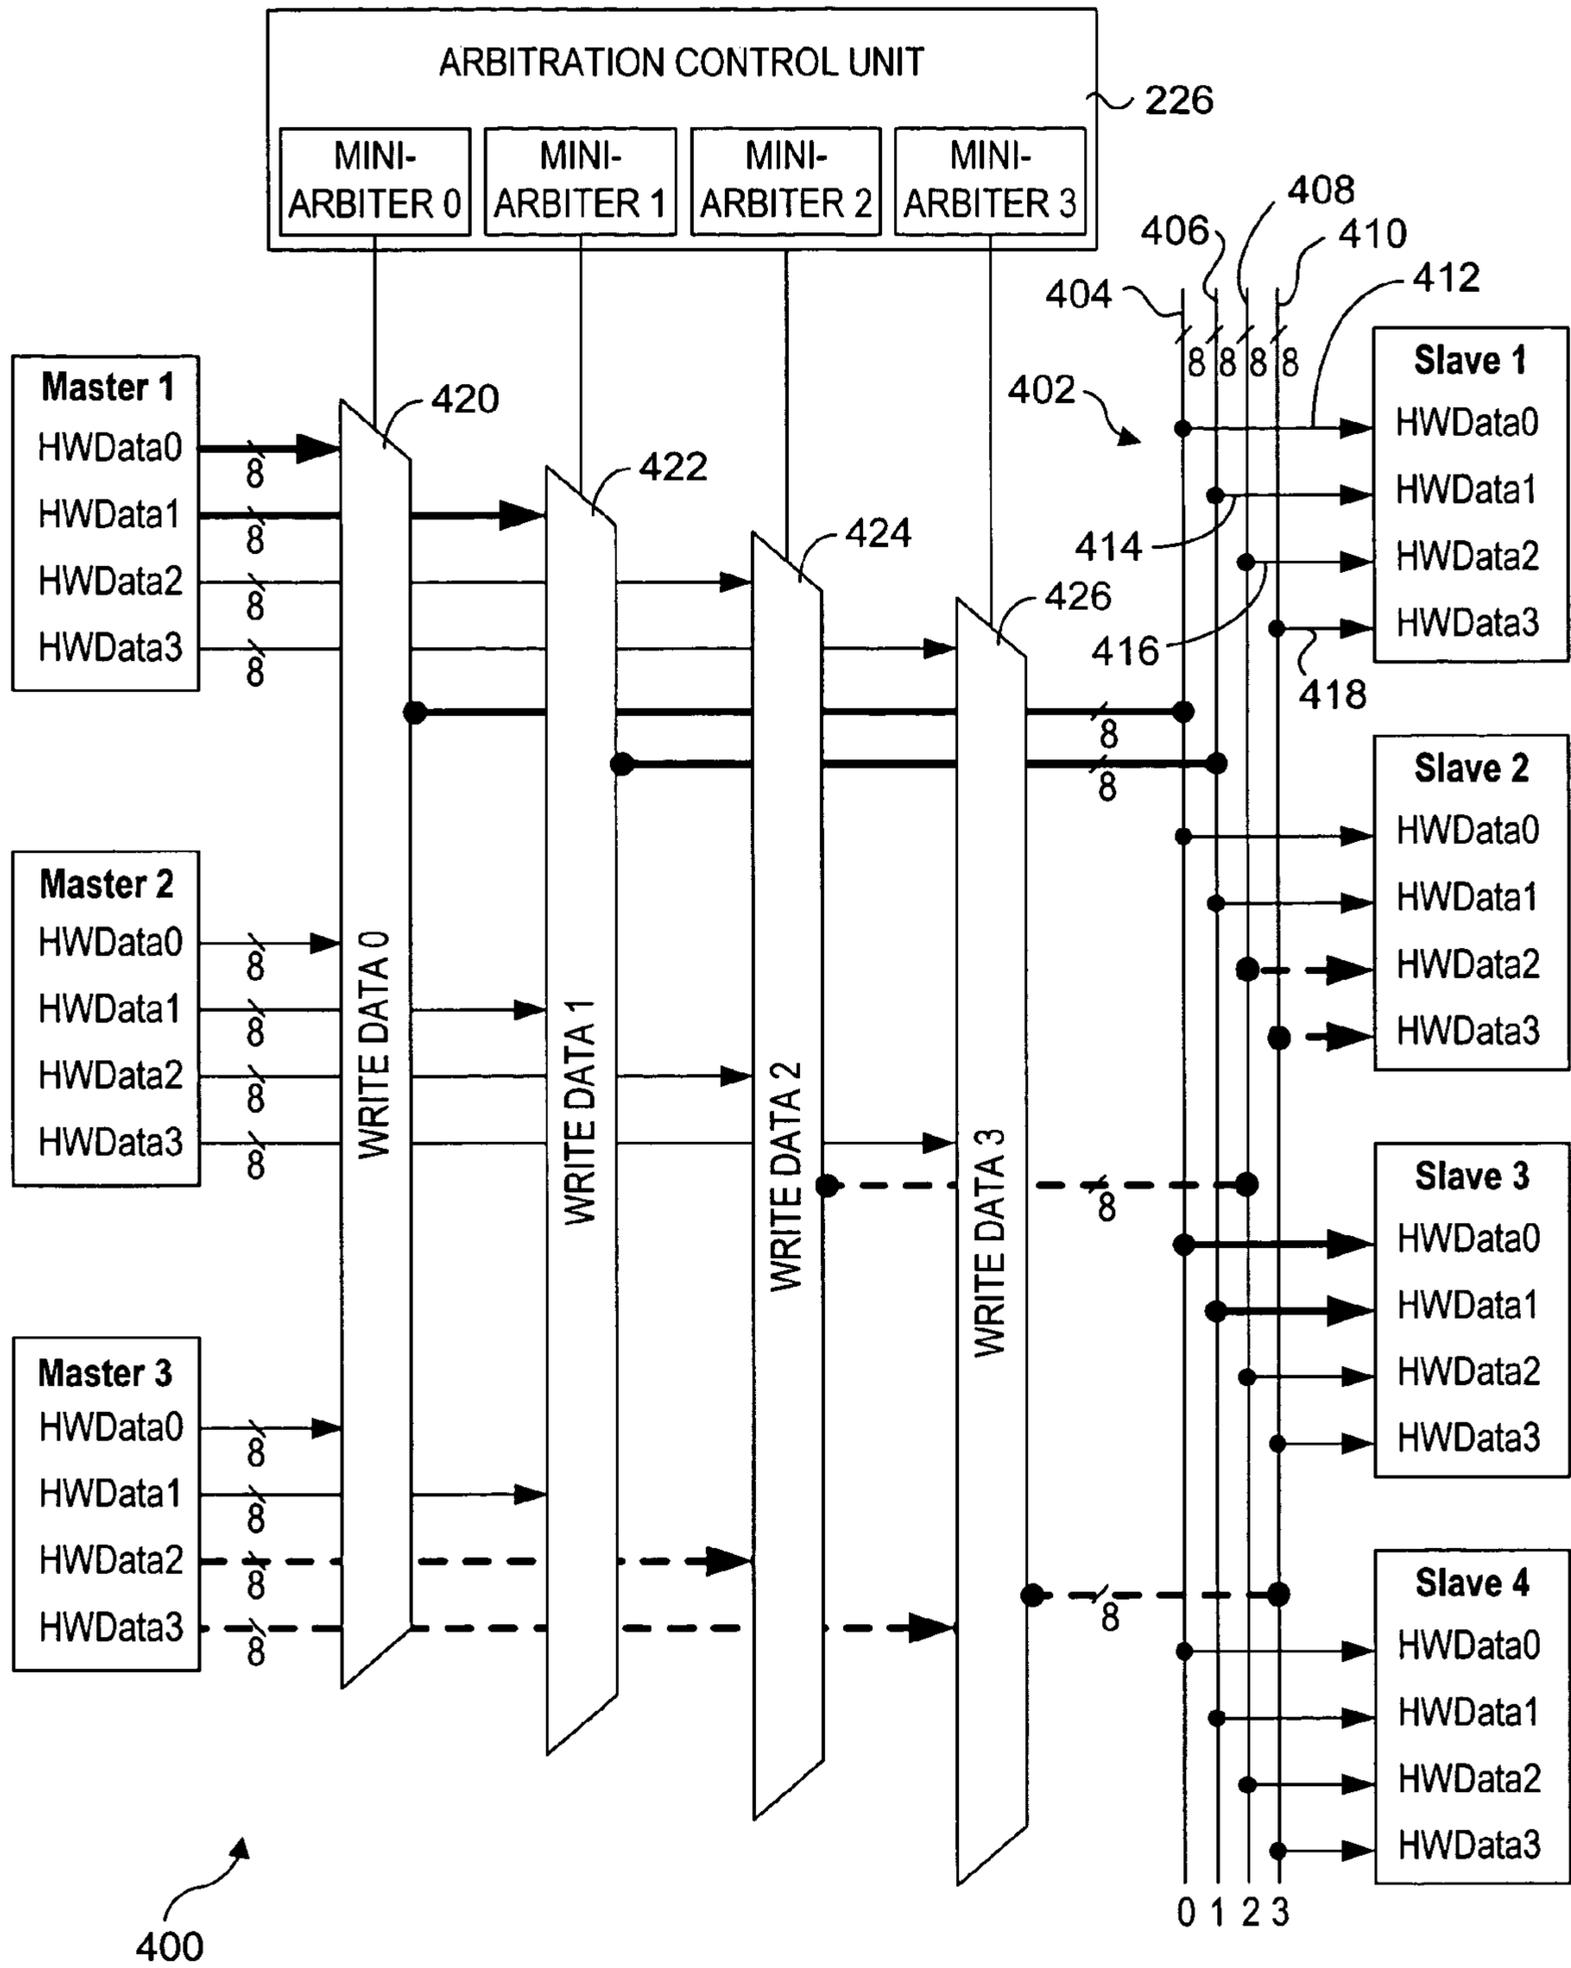 ARBITRATION CONTROL UNIT
226
MINI-
ARBITER 0
MINI-
ARBITER 1
MINI-
ARBITER 2
MINI-
ARBITER 3
404
406
408
410
412
8
8
8
8
402
414
416
418
Master 1
HWData0
8
HWData1
8
HWData2
8
HWData3
8
420
422
424
426
8
8
Master 2
HWData0
8
HWData1
8
HWData2
8
HWData3
8
WRITE DATA 0
WRITE DATA 1
WRITE DATA 2
WRITE DATA 3
8
Master 3
HWData0
8
HWData1
8
HWData2
8
HWData3
8
8
Slave 1
HWData0
HWData1
HWData2
HWData3
Slave 2
HWData0
HWData1
HWData2
HWData3
Slave 3
HWData0
HWData1
HWData2
HWData3
Slave 4
HWData0
HWData1
HWData2
HWData3
0 1 2 3
400